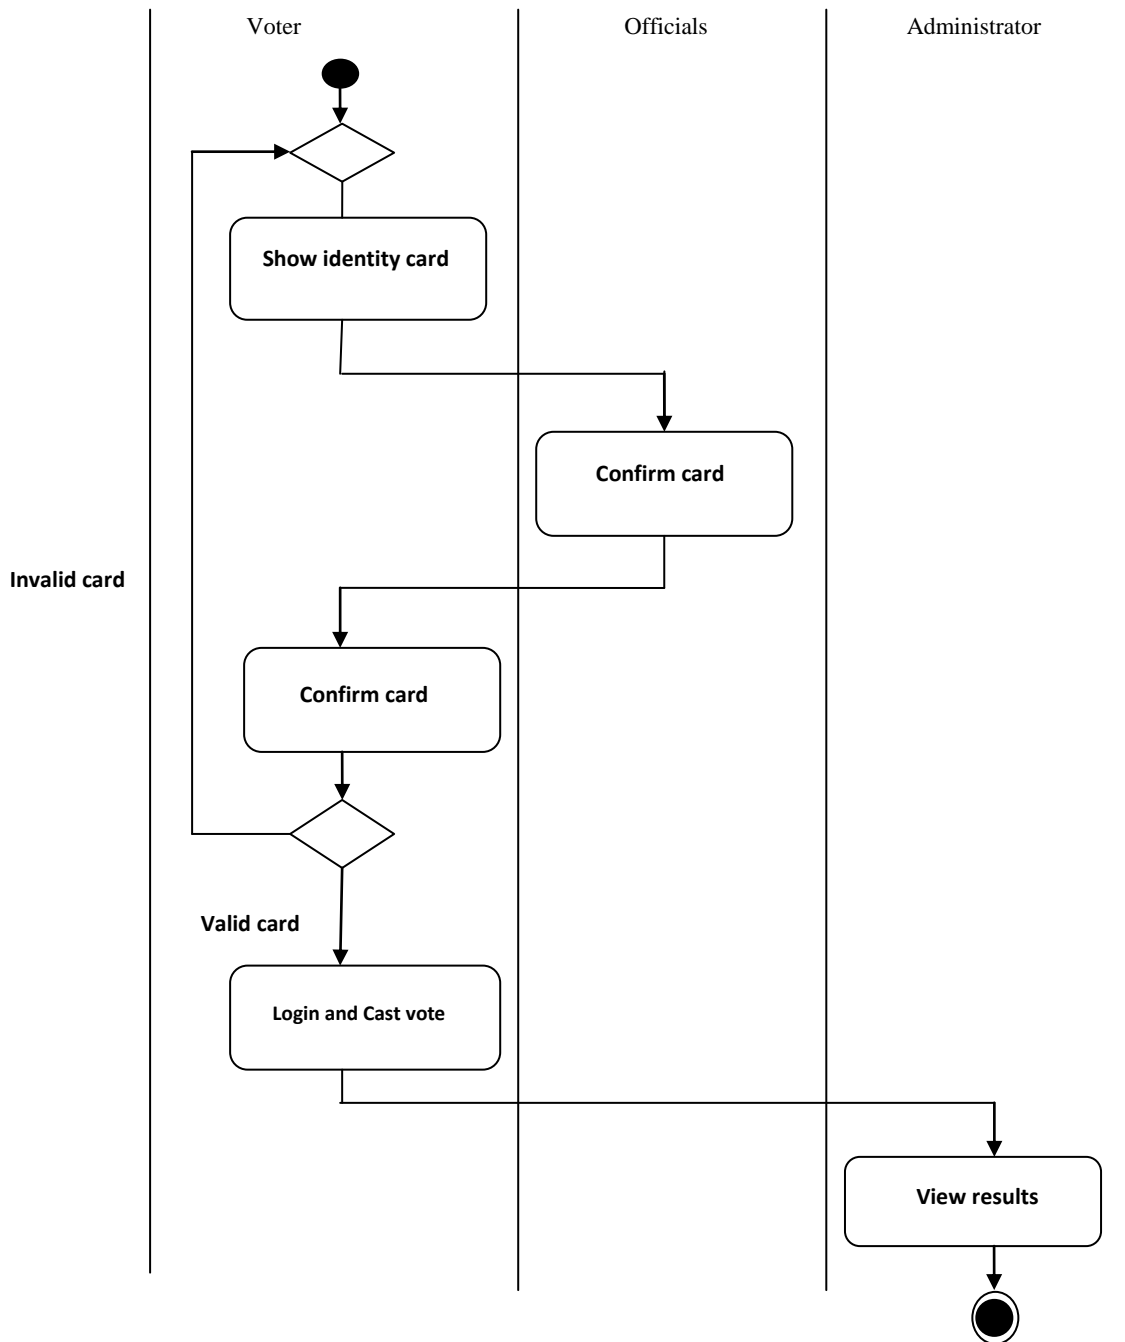 Voter
Officials
Administrator
Show identity card
Confirm card
Invalid card
Confirm card
Valid card
Login and Cast vote
View results